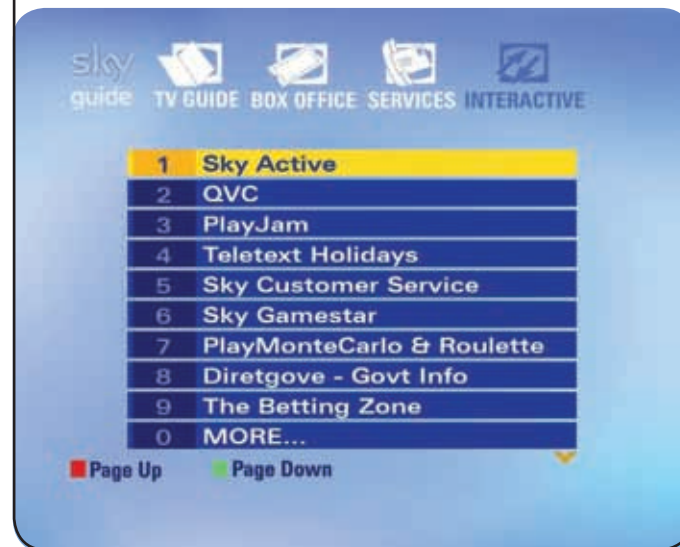 sky
guide TV GUIDE BOX OFFICE SERVICES INTERACTIVE
1 Sky Active
2 QVC
3 PlayJam
4 Teletext Holidays
5 Sky Customer Service
6 Sky Gamestar
7 PlayMonteCarlo & Roulette
8 Diretgove - Govt Info
9 The Betting Zone
0 MORE...
Page Up Page Down